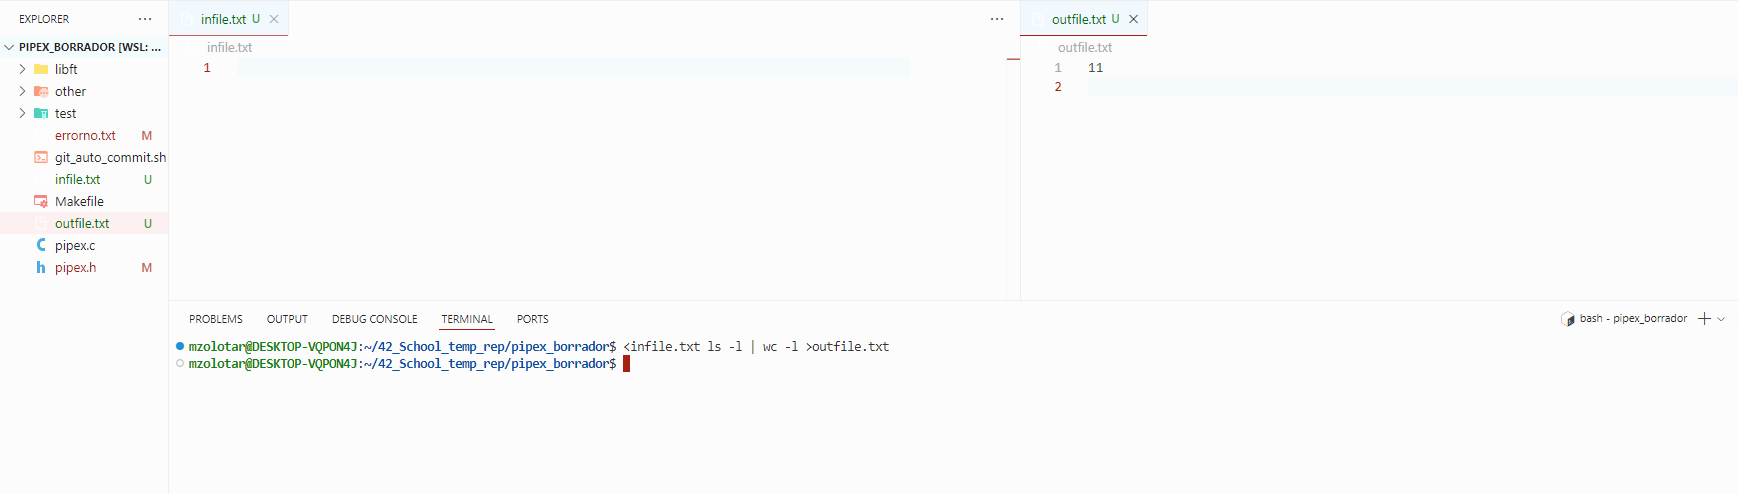 EXPLORER ···
PIPEX_BORRADOR [WSL: ...
libft
other
test
errorno.txt M
git_auto_commit.sh
infile.txt U
Makefile
outfile.txt U
pipex.c
pipex.h M
infile.txt U
infile.txt
1
outfile.txt U
outfile.txt
1 11
2
PROBLEMS OUTPUT DEBUG CONSOLE TERMINAL PORTS
bash - pipex_borrador
mzolotar@DESKTOP-VQPON4J:~/42_School_temp_rep/pipex_borrador$ <infile.txt ls -l | wc -l >outfile.txt
mzolotar@DESKTOP-VQPON4J:~/42_School_temp_rep/pipex_borrador$